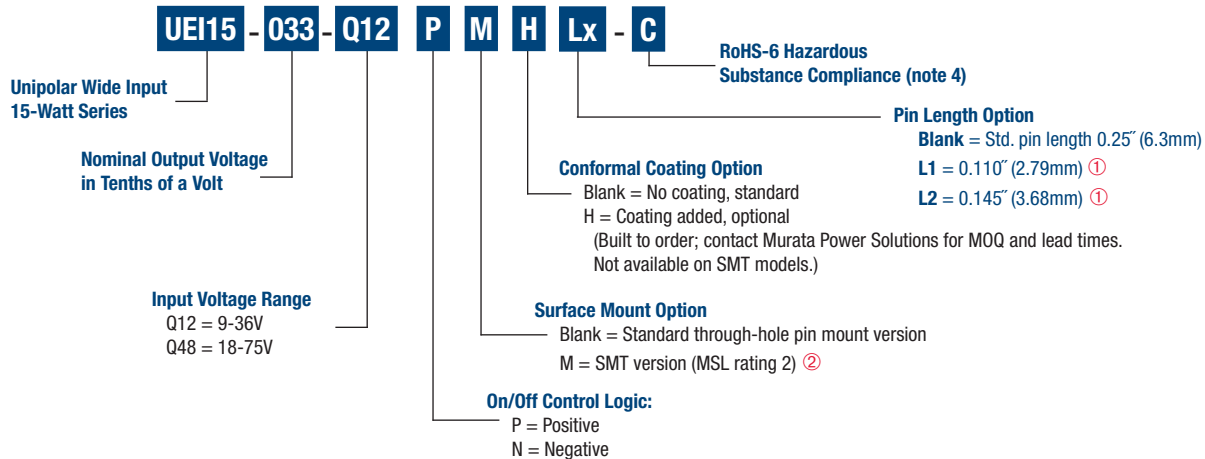 UEI15 - 033 - Q12 P M H Lx - C
RoHS-6 Hazardous
Substance Compliance (note 4)
Unipolar Wide Input
15-Watt Series
Pin Length Option
Blank = Std. pin length 0.25˝ (6.3mm)
L1 = 0.110˝ (2.79mm) ①
L2 = 0.145˝ (3.68mm) ①
Nominal Output Voltage
in Tenths of a Volt
Conformal Coating Option
Blank = No coating, standard
H = Coating added, optional
(Built to order; contact Murata Power Solutions for MOQ and lead times.
Not available on SMT models.)
Input Voltage Range
Q12 = 9-36V
Q48 = 18-75V
Surface Mount Option
Blank = Standard through-hole pin mount version
M = SMT version (MSL rating 2) ②
On/Off Control Logic:
P = Positive
N = Negative